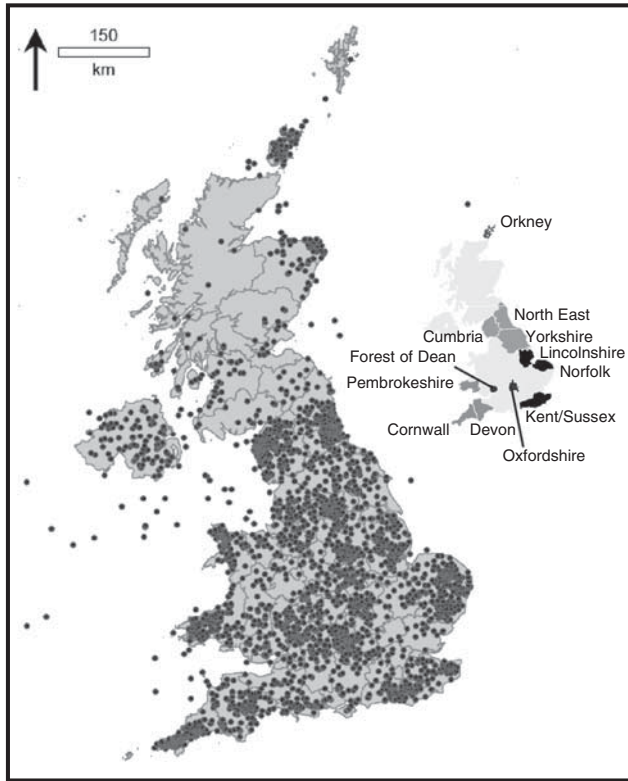 150
km
Orkney
North East
Cumbria
Yorkshire
Lincolnshire
Forest of Dean
Norfolk
Pembrokeshire
Kent/Sussex
Cornwall
Devon
Oxfordshire